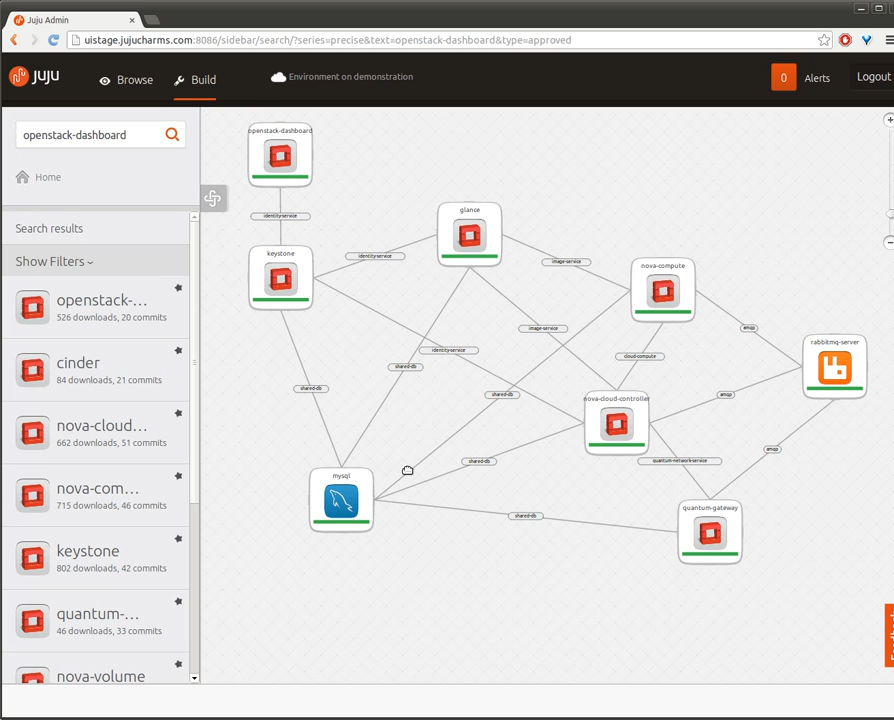 Juju Admin
uistage.jujucharms.com:8086/sidebar/search/?series=precise&text=openstack-dashboard&type=approved
juju
Browse
Build
Environment on demonstration
0
Alerts
Logout
openstack-dashboard
Home
Search results
Show Filters
openstack-...
526 downloads, 20 commits
cinder
84 downloads, 21 commits
nova-cloud...
662 downloads, 51 commits
nova-com...
715 downloads, 46 commits
keystone
802 downloads, 42 commits
quantum-...
46 downloads, 33 commits
nova-volume
openstack-dashboard
identity-service
glance
keystone
identity-service
image-service
nova-compute
image-service
amqp
rabbitmq-server
identity-service
cloud-compute
shared-db
shared-db
shared-db
amqp
nova-cloud-controller
amqp
shared-db
quantum-network-service
mysql
quantum-gateway
shared-db